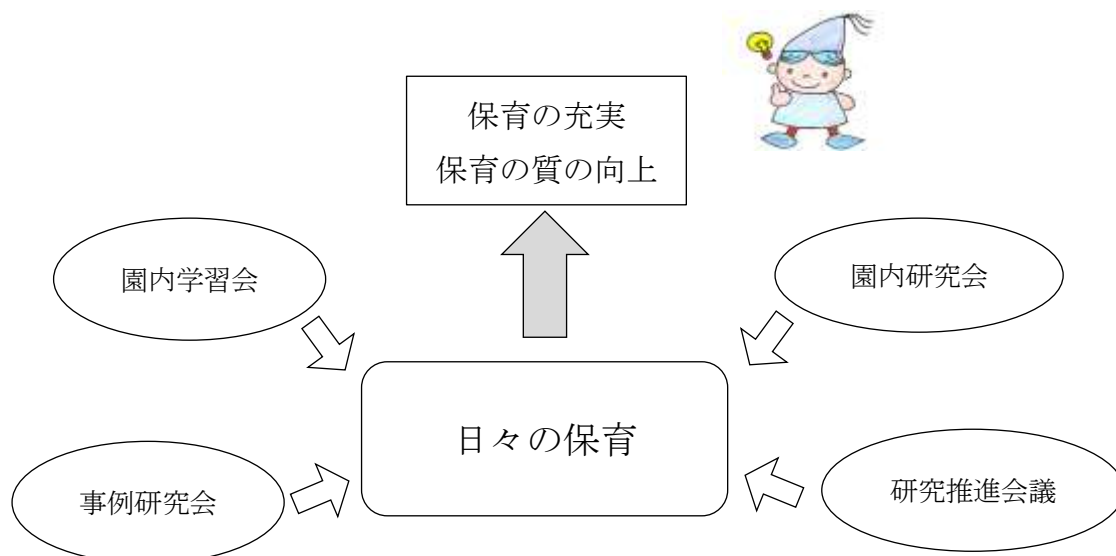 保育の充実
保育の質の向上
園内学習会
園内研究会
日々の保育
事例研究会
研究推進会議